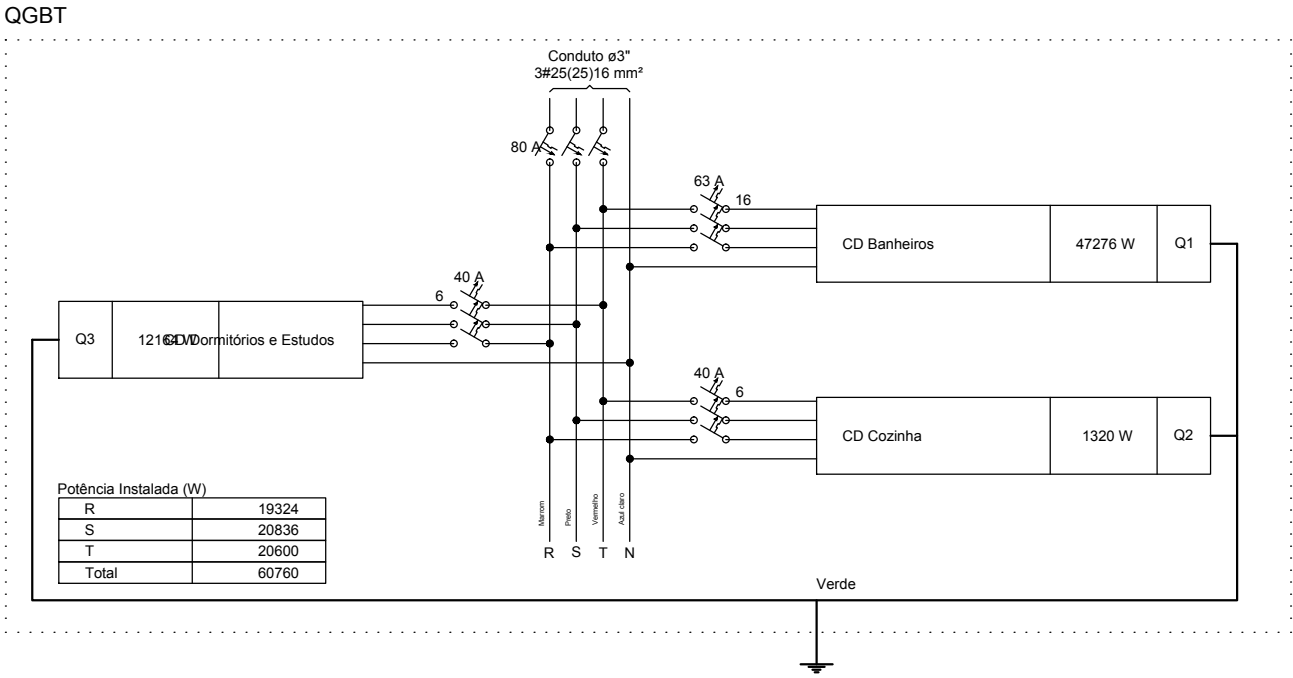 QGBT
Conduto ø3"
3#25(25)16 mm²
80 A
63 A
16
CD Banheiros 47276 W Q1
40 A
6
Q3 12164 W CD Dormitórios e Estudos
40 A
6
CD Cozinha 1320 W Q2
Potência Instalada (W)
R 19324
S 20836
T 20600
Total 60760
Marrom
Preto
Vermelho
Azul claro
R S T N
Verde